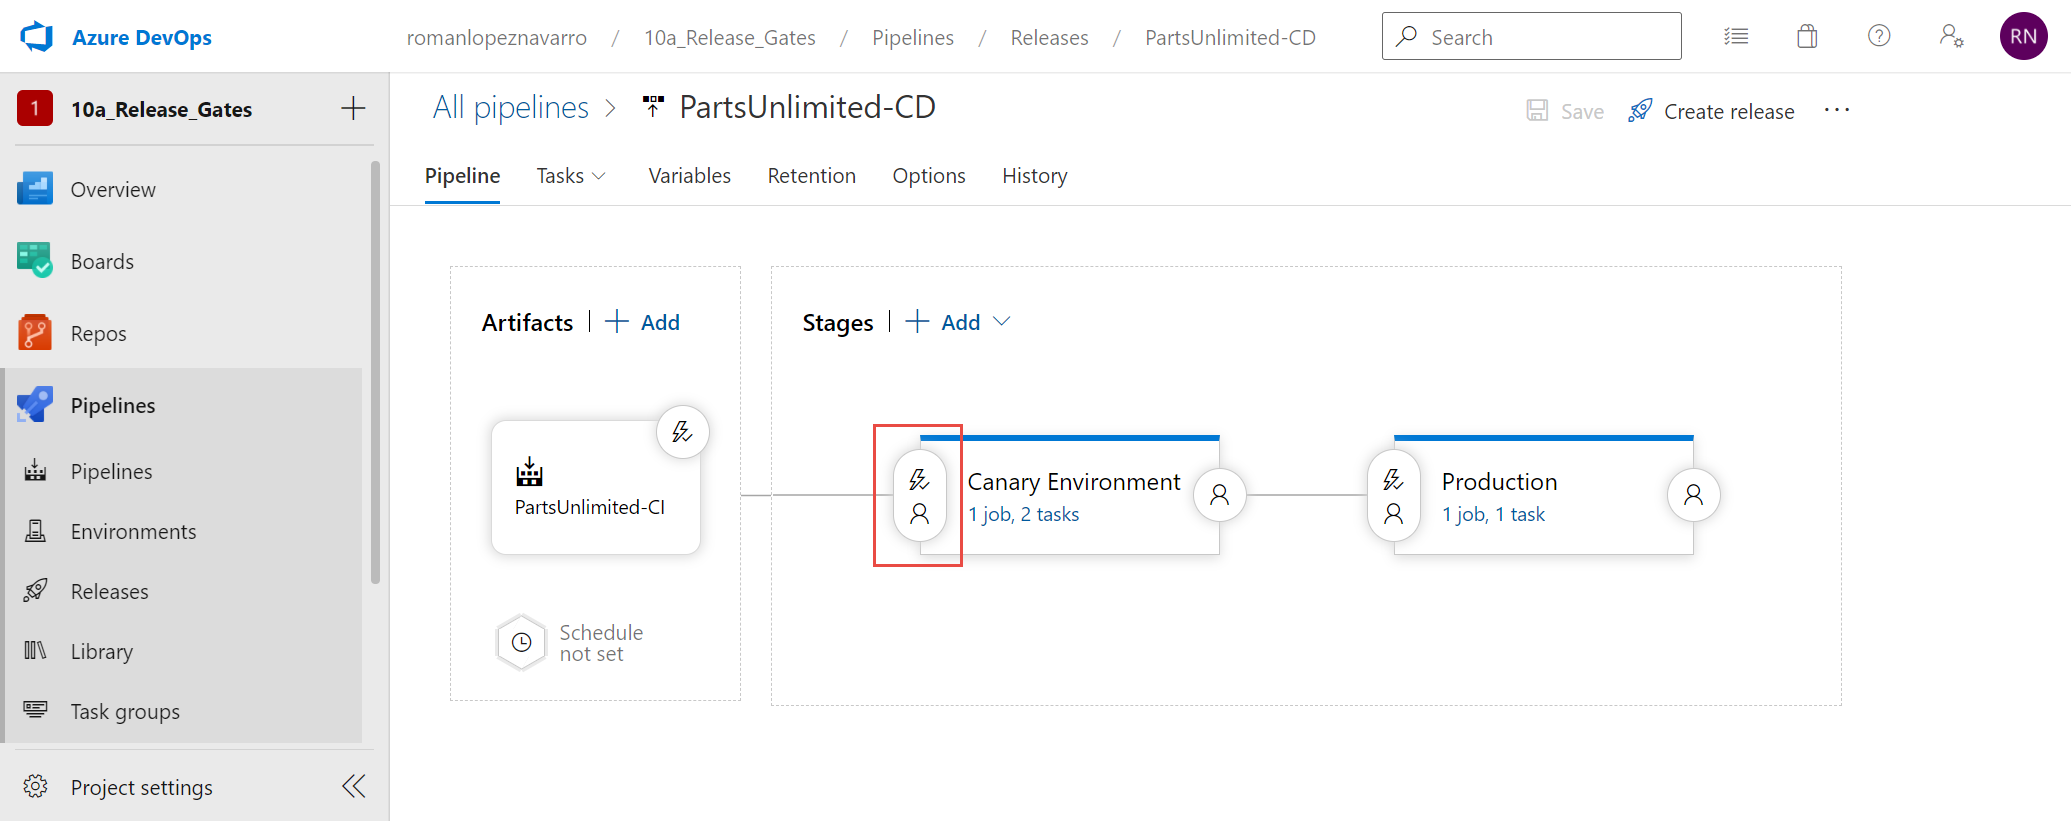 Azure DevOps
romanlopeznavarro / 10a_Release_Gates / Pipelines / Releases / PartsUnlimited-CD
Search
RN
1 10a_Release_Gates
Overview
Boards
Repos
Pipelines
Pipelines
Environments
Releases
Library
Task groups
Project settings
All pipelines > PartsUnlimited-CD
Save Create release ...
Pipeline Tasks Variables Retention Options History
Artifacts | + Add
Stages | + Add
PartsUnlimited-CI
Schedule
not set
Canary Environment
1 job, 2 tasks
Production
1 job, 1 task